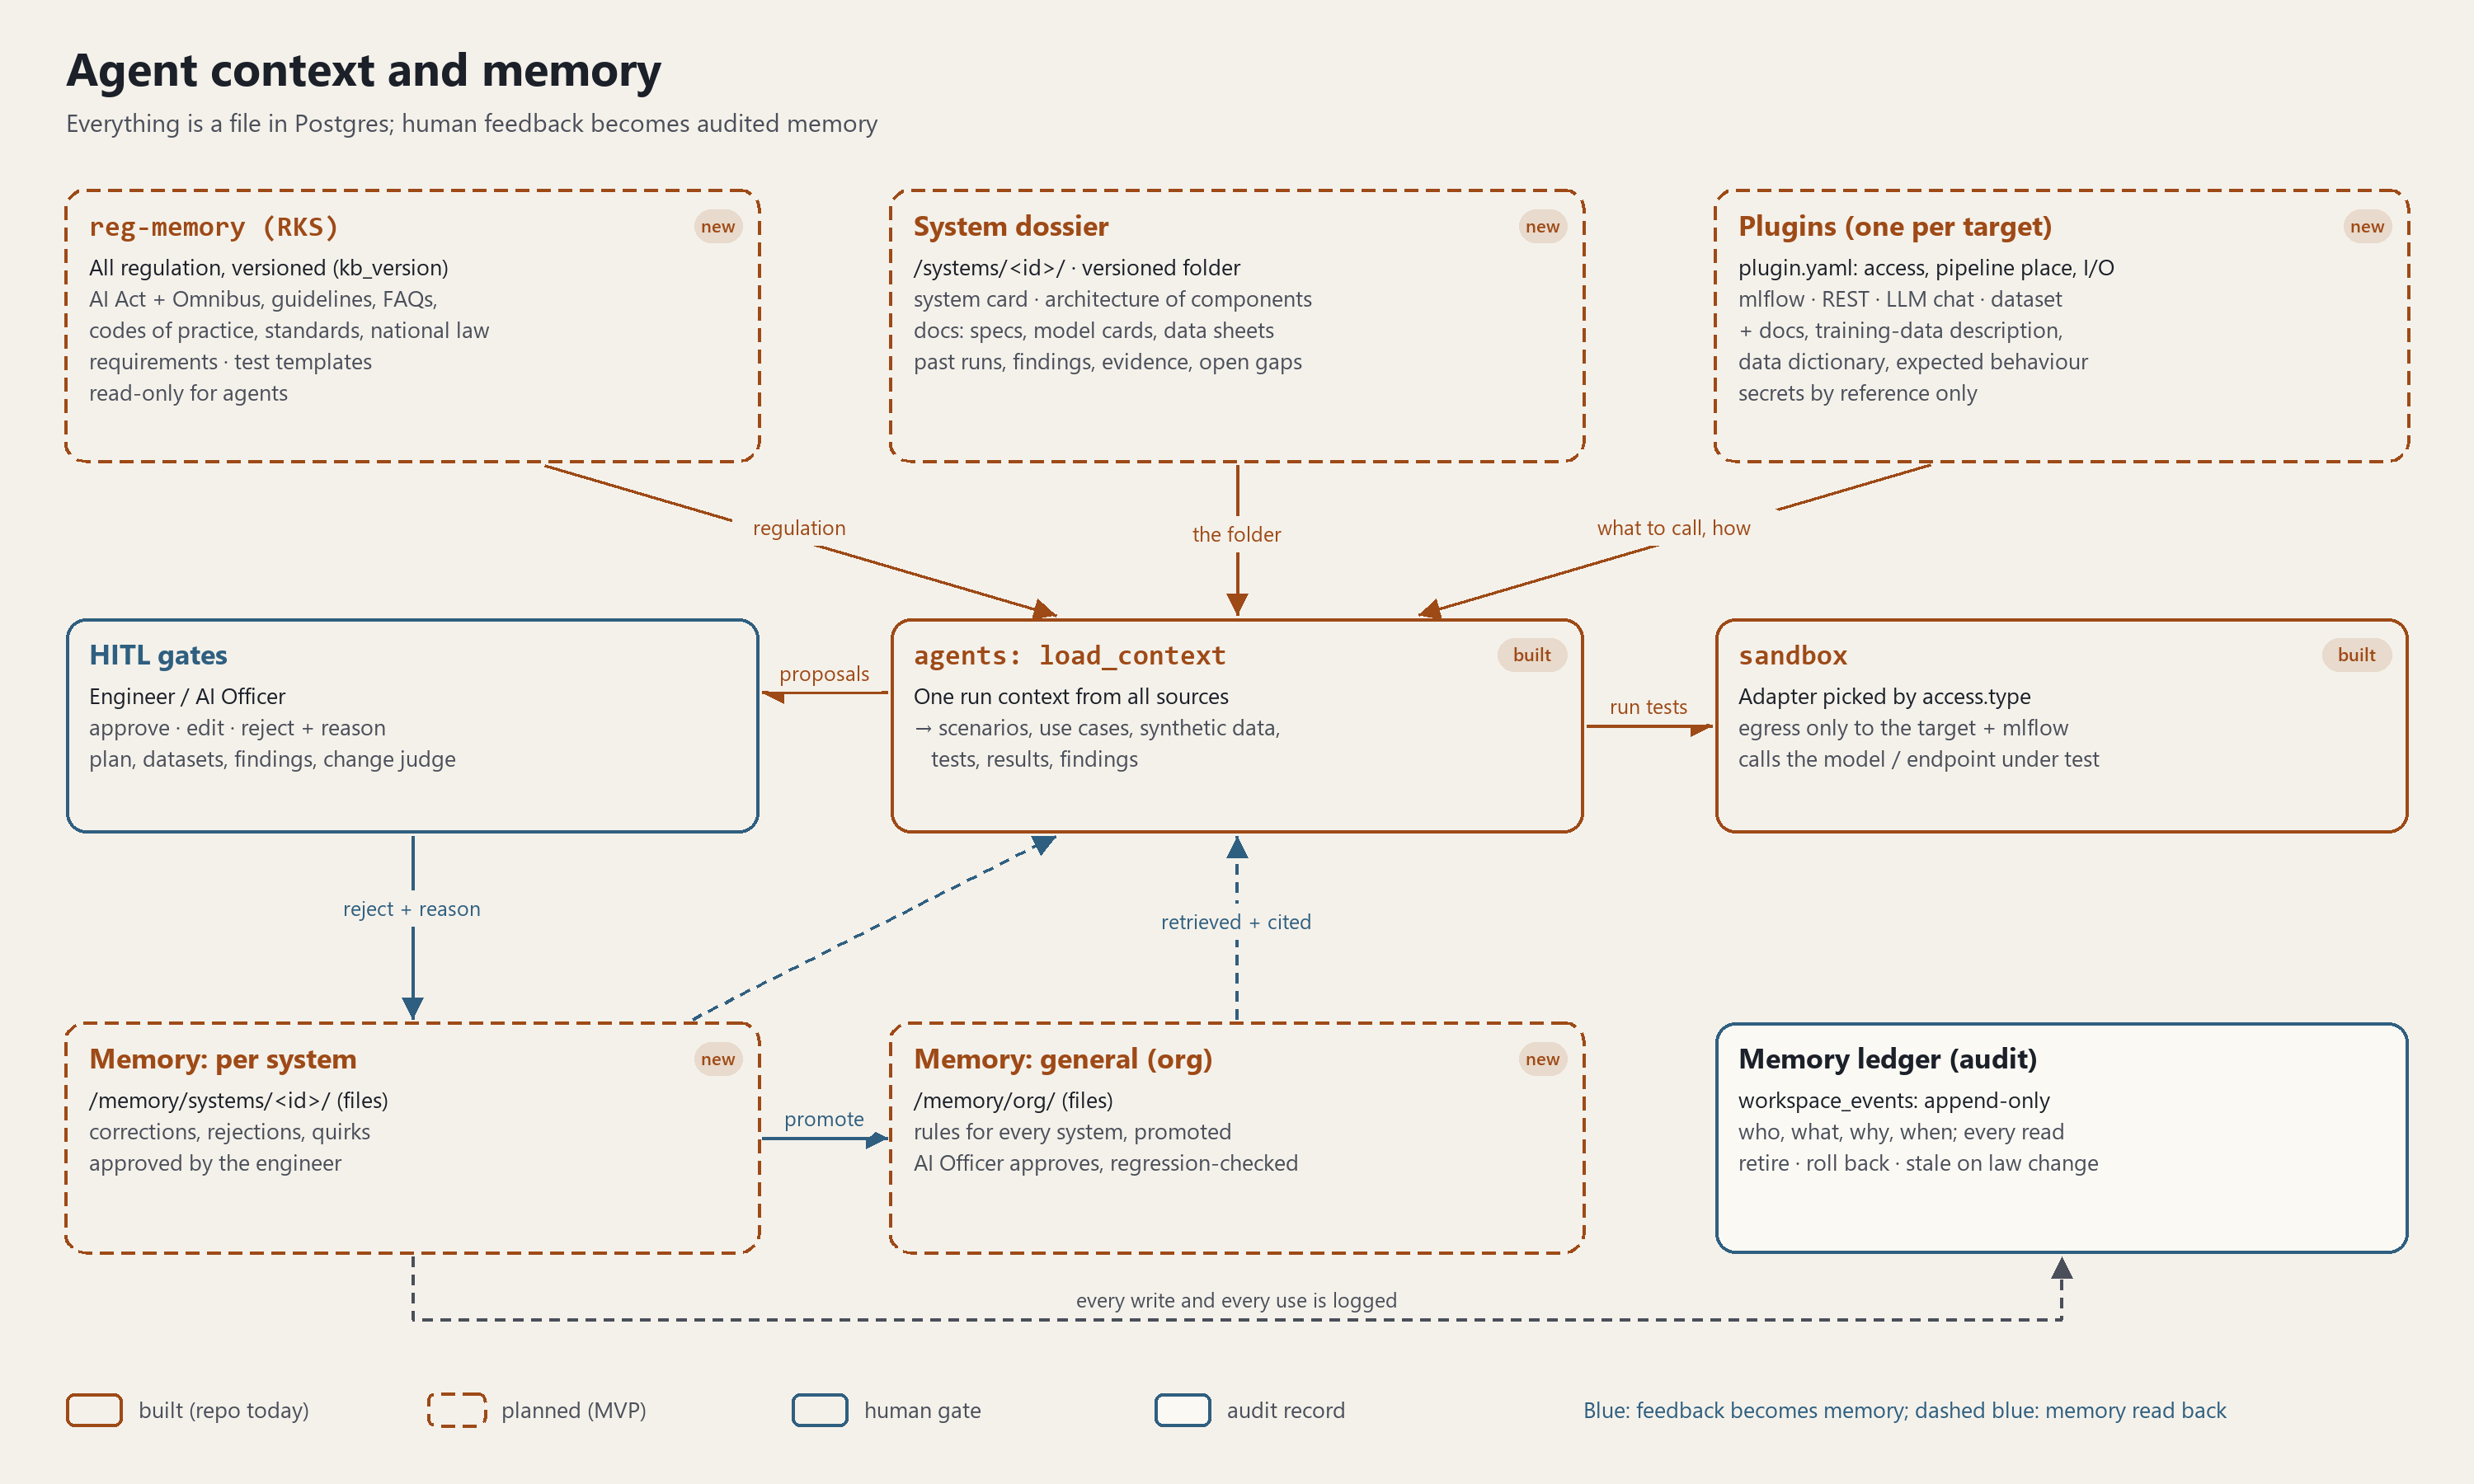 Agent context and memory
Everything is a file in Postgres; human feedback becomes audited memory
reg-memory (RKS)
new
All regulation, versioned (kb_version)
AI Act + Omnibus, guidelines, FAQs,
codes of practice, standards, national law
requirements · test templates
read-only for agents
System dossier
new
/systems/<id>/ · versioned folder
system card · architecture of components
docs: specs, model cards, data sheets
past runs, findings, evidence, open gaps
Plugins (one per target)
new
plugin.yaml: access, pipeline place, I/O
mlflow · REST · LLM chat · dataset
+ docs, training-data description,
data dictionary, expected behaviour
secrets by reference only
regulation
the folder
what to call, how
HITL gates
Engineer / AI Officer
approve · edit · reject + reason
plan, datasets, findings, change judge
proposals
agents: load_context
built
One run context from all sources
→ scenarios, use cases, synthetic data,
tests, results, findings
run tests
sandbox
built
Adapter picked by access.type
egress only to the target + mlflow
calls the model / endpoint under test
reject + reason
retrieved + cited
Memory: per system
new
/memory/systems/<id>/ (files)
corrections, rejections, quirks
approved by the engineer
promote
Memory: general (org)
new
/memory/org/ (files)
rules for every system, promoted
AI Officer approves, regression-checked
Memory ledger (audit)
workspace_events: append-only
who, what, why, when; every read
retire · roll back · stale on law change
every write and every use is logged
built (repo today)
planned (MVP)
human gate
audit record
Blue: feedback becomes memory; dashed blue: memory read back